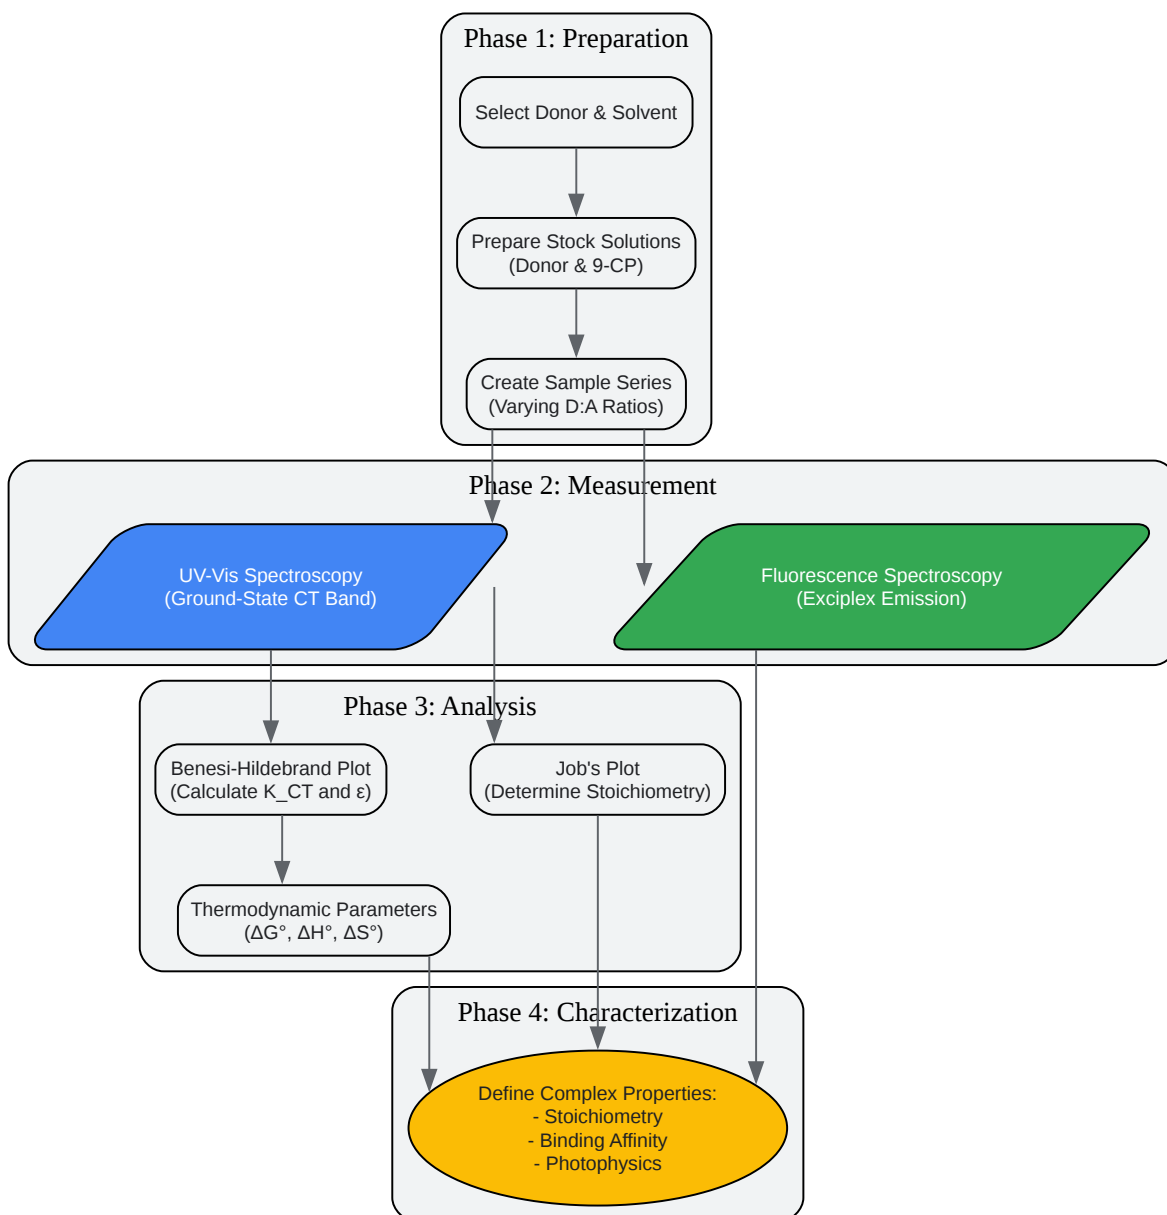 Phase 1: Preparation
Select Donor & Solvent
Prepare Stock Solutions
(Donor & 9-CP)
Create Sample Series
(Varying D:A Ratios)
Phase 2: Measurement
UV-Vis Spectroscopy
(Ground-State CT Band)
Fluorescence Spectroscopy
(Exciplex Emission)
Phase 3: Analysis
Benesi-Hildebrand Plot
(Calculate K_CT and ε)
Job's Plot
(Determine Stoichiometry)
Thermodynamic Parameters
(ΔG°, ΔH°, ΔS°)
Phase 4: Characterization
Define Complex Properties:
- Stoichiometry
- Binding Affinity
- Photophysics